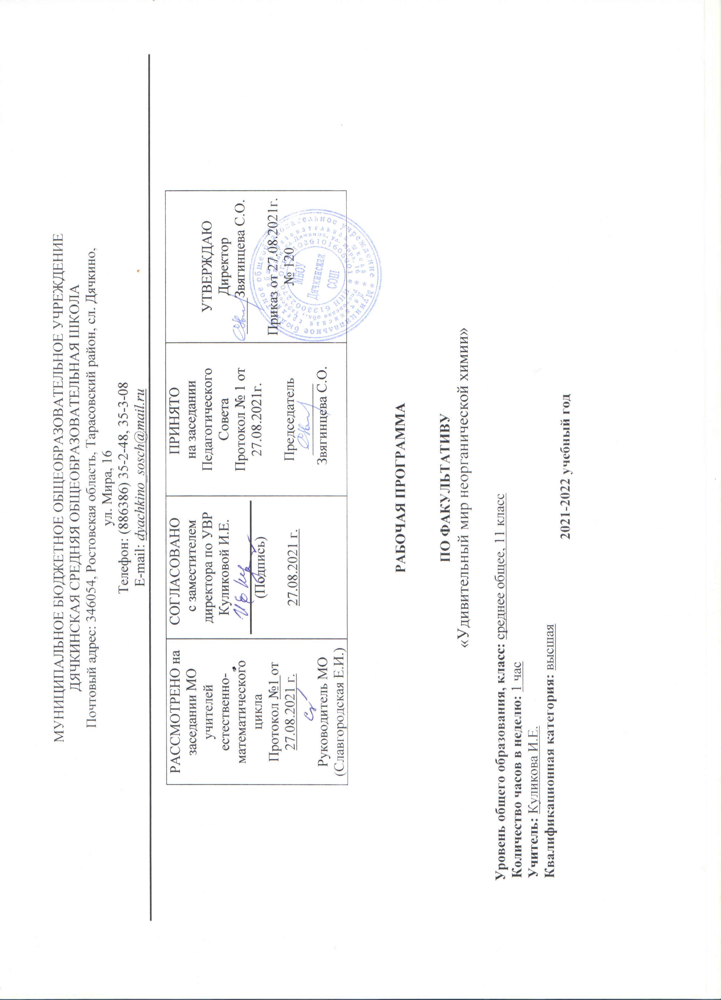 МУНИЦИПАЛЬНОЕ БЮДЖЕТНОЕ ОБЩЕОБРАЗОВАТЕЛЬНОЕ УЧРЕЖДЕНИЕ
ДЯЧКИНСКАЯ СРЕДНЯЯ ОБЩЕОБРАЗОВАТЕЛЬНАЯ ШКОЛА
Почтовый адрес: 346054, Ростовская область, Тарасовский район, сл. Дячкино,
ул. Мира, 16
Телефон: (886386) 35-2-48, 35-3-08
E-mail: dyachkino_sosch@mail.ru
РАССМОТРЕНО на
заседании МО
учителей
естественно-
математического
цикла
Протокол №1 от
27.08.2021 г.
Руководитель МО
(Славгородская Е.И.)
СОГЛАСОВАНО
с заместителем
директора по УВР
Куликовой И.Е.
(Подпись)
27.08.2021 г.
ПРИНЯТО
на заседании
Педагогического
Совета
Протокол № 1 от
27.08.2021г.
Председатель
Звягинцева С.О.
УТВЕРЖДАЮ
Директор
Звягинцева С.О.
Приказ от 27.08.2021г.
№ 120
МБОУ
Дячкинская
СОШ
РАБОЧАЯ ПРОГРАММА
ПО ФАКУЛЬТАТИВУ
«Удивительный мир неорганической химии»
Уровень общего образования, класс: среднее общее, 11 класс
Количество часов в неделю: 1 час
Учитель: Куликова И.Е.
Квалификационная категория: высшая
2021-2022 учебный год